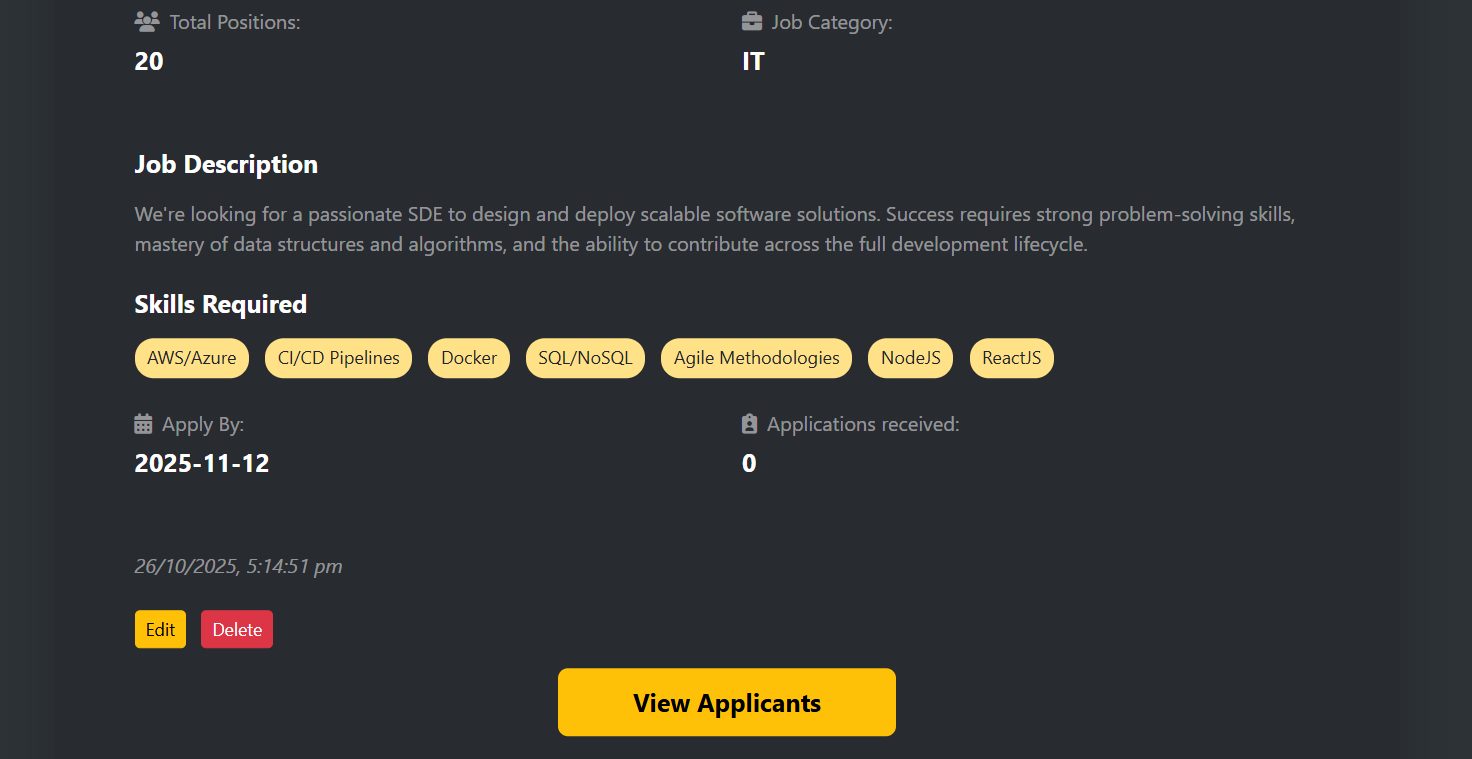 Total Positions:
20
Job Category:
IT
Job Description
We're looking for a passionate SDE to design and deploy scalable software solutions. Success requires strong problem-solving skills,
mastery of data structures and algorithms, and the ability to contribute across the full development lifecycle.
Skills Required
AWS/Azure CI/CD Pipelines Docker SQL/NoSQL Agile Methodologies NodeJS ReactJS
Apply By:
2025-11-12
Applications received:
0
26/10/2025, 5:14:51 pm
Edit Delete
View Applicants